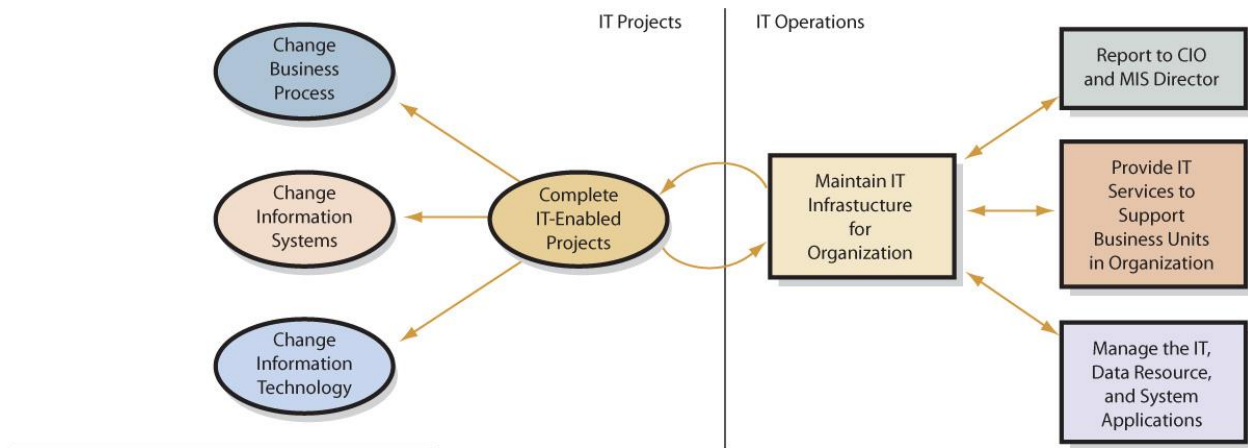 IT Projects
IT Operations
Change
Business
Process
Change
Information
Systems
Change
Information
Technology
Complete
IT-Enabled
Projects
Maintain IT
Infrastucture
for
Organization
Report to CIO
and MIS Director
Provide IT
Services to
Support
Business Units
in Organization
Manage the IT,
Data Resource,
and System
Applications